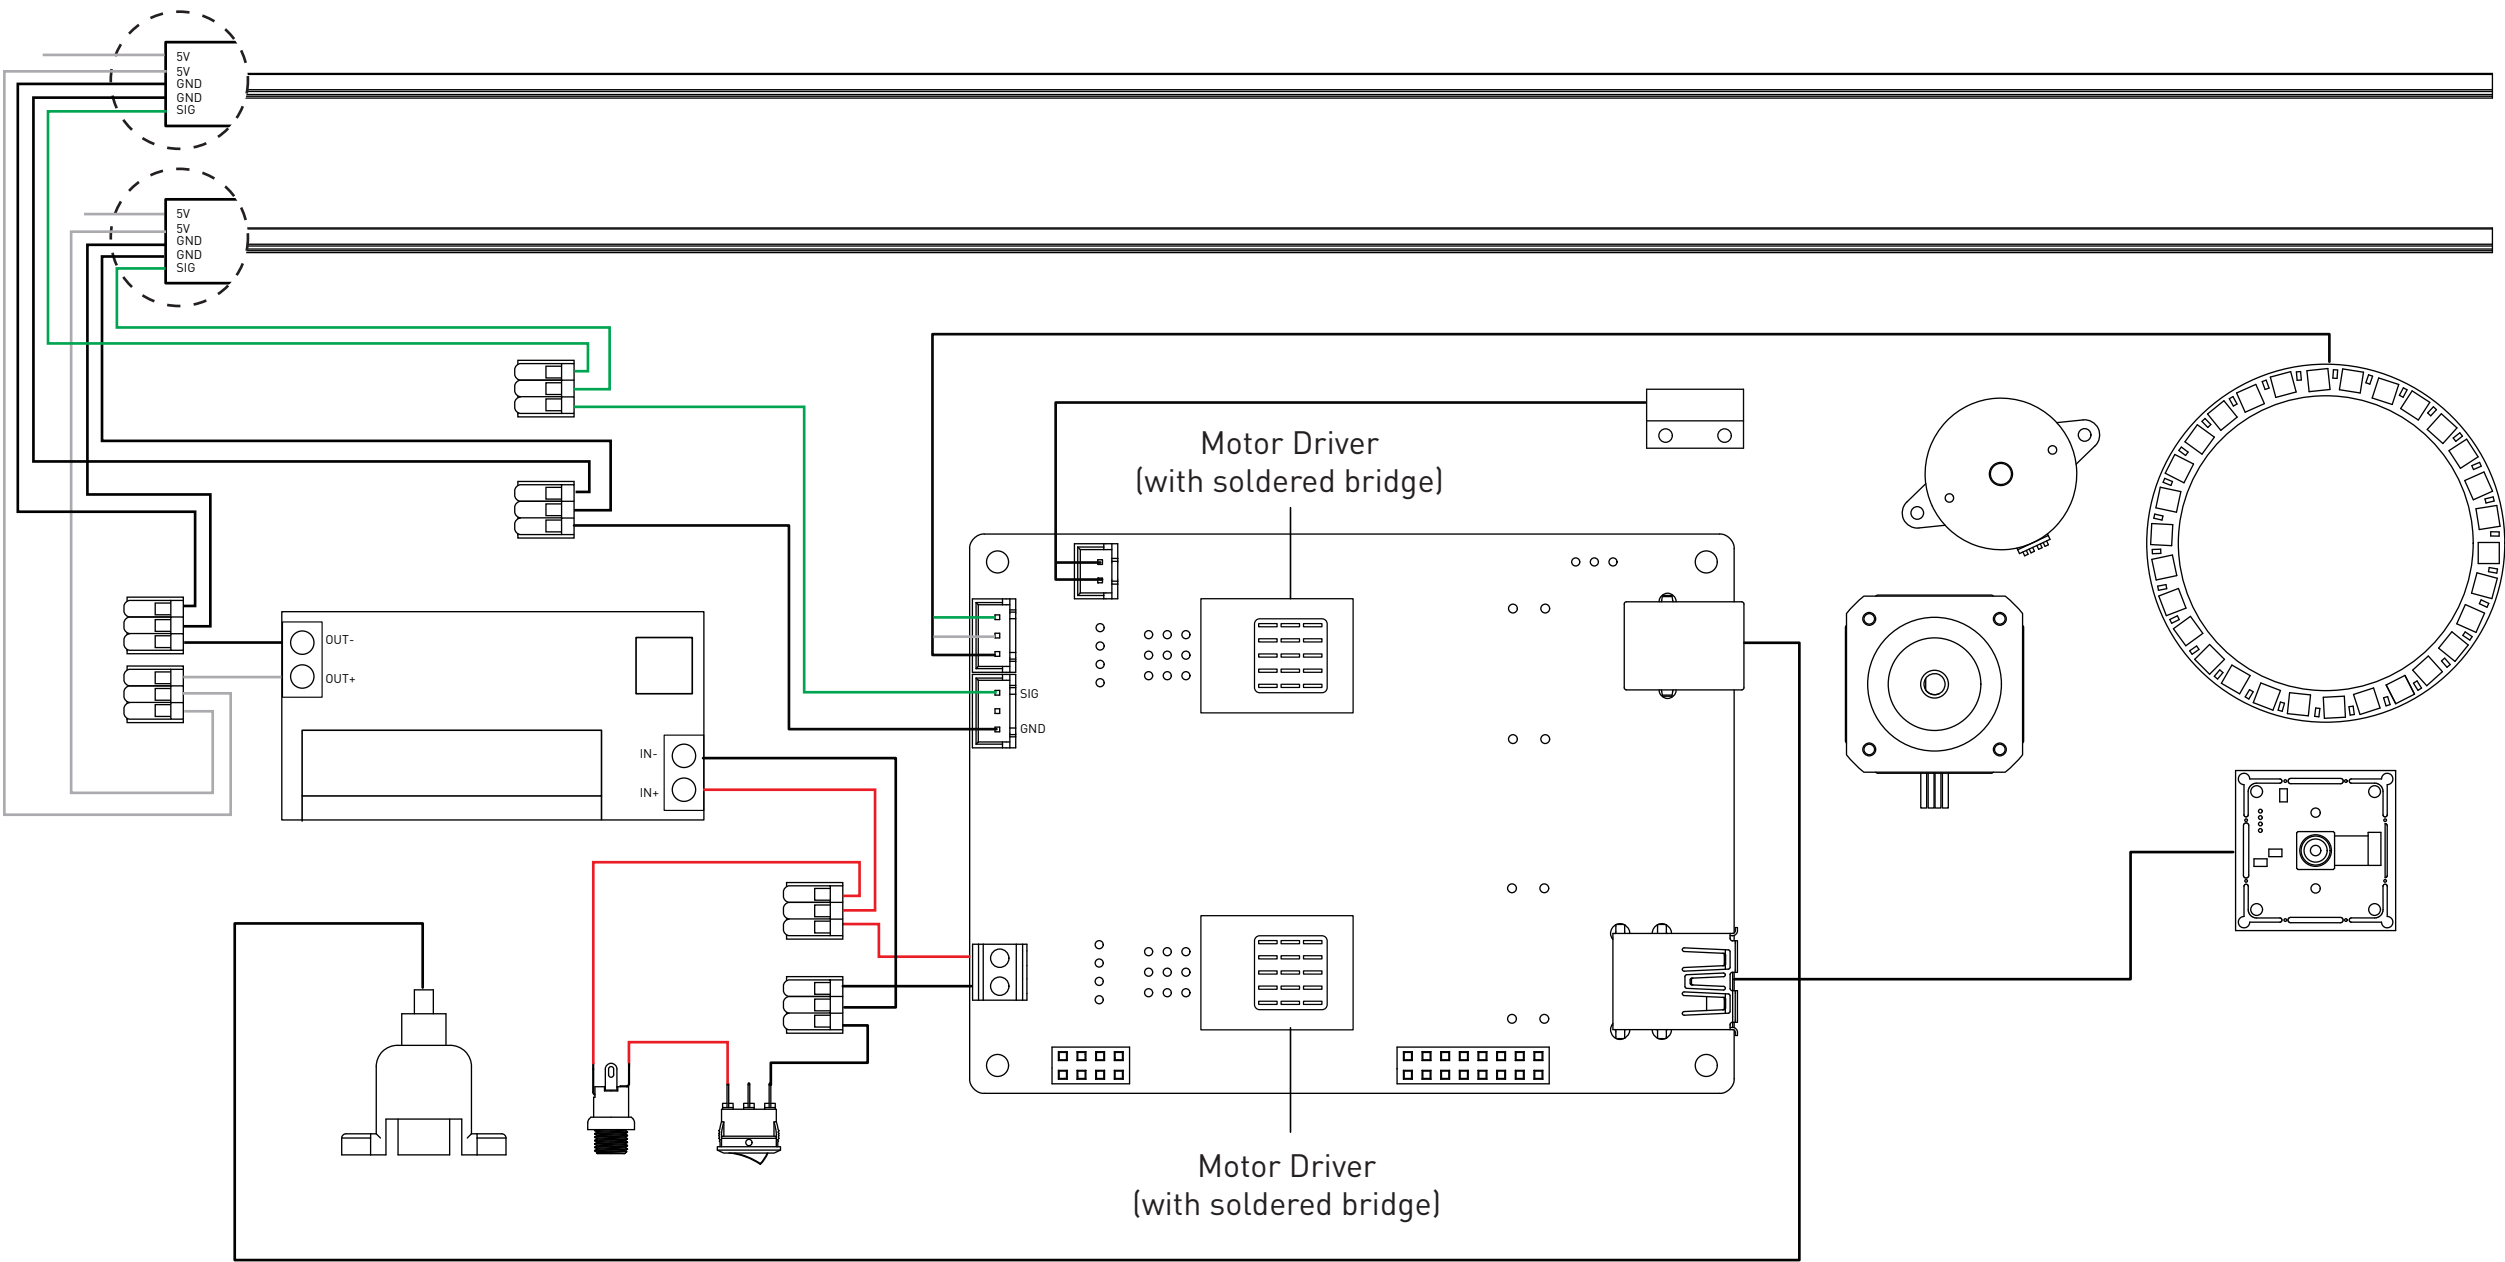 5V
5V
GND
GND
SIG
5V
5V
GND
GND
SIG
Motor Driver
(with soldered bridge)
OUT-
OUT+
SIG
GND
IN-
IN+
Motor Driver
(with soldered bridge)